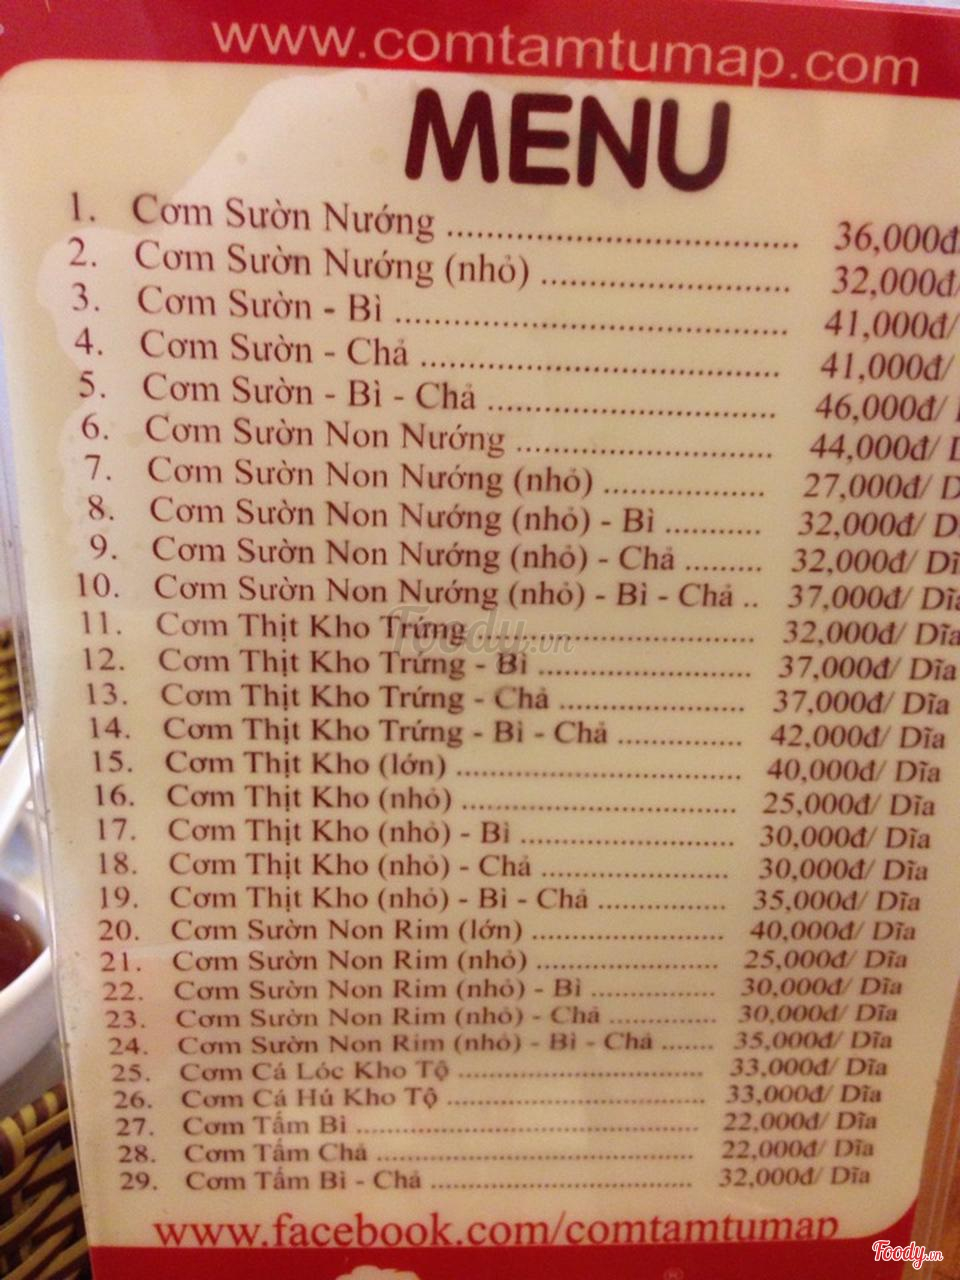 www.comtamtumap.com
MENU
1. Cơm Sườn Nướng ........ 36,000đ
2. Cơm Sườn Nướng (nhỏ) ........ 32,000đ/
3. Cơm Sườn - Bì ........ 41,000đ/
4. Cơm Sườn - Chả ........ 41,000đ/
5. Cơm Sườn - Bì - Chả ........ 46,000đ/
6. Cơm Sườn Non Nướng ........ 44,000đ/ D
7. Cơm Sườn Non Nướng (nhỏ) ........ 27,000đ/ D
8. Cơm Sườn Non Nướng (nhỏ) - Bì ........ 32,000đ/ D
9. Cơm Sườn Non Nướng (nhỏ) - Chả ........ 32,000đ/ Dĩ
10. Cơm Sườn Non Nướng (nhỏ) - Bì - Chả .. 37,000đ/ Dĩa
11. Cơm Thịt Kho Trứng ........ 32,000đ/ Dĩa
12. Cơm Thịt Kho Trứng - Bì ........ 37,000đ/ Dĩa
13. Cơm Thịt Kho Trứng - Chả ........ 37,000đ/ Dĩa
14. Cơm Thịt Kho Trứng - Bì - Chả ........ 42,000đ/ Dĩa
15. Cơm Thịt Kho (lớn) ........ 40,000đ/ Dĩa
16. Cơm Thịt Kho (nhỏ) ........ 25,000đ/ Dĩa
17. Cơm Thịt Kho (nhỏ) - Bì ........ 30,000đ/ Dĩa
18. Cơm Thịt Kho (nhỏ) - Chả ........ 30,000đ/ Dĩa
19. Cơm Thịt Kho (nhỏ) - Bì - Chả ........ 35,000đ/ Dĩa
20. Cơm Sườn Non Rim (lớn) ........ 40,000đ/ Dĩa
21. Cơm Sườn Non Rim (nhỏ) ........ 25,000đ/ Dĩa
22. Cơm Sườn Non Rim (nhỏ) - Bì ........ 30,000đ/ Dĩa
23. Cơm Sườn Non Rim (nhỏ) - Chả ........ 30,000đ/ Dĩa
24. Cơm Sườn Non Rim (nhỏ) - Bì - Chả ....... 35,000đ/ Dĩa
25. Cơm Cá Lóc Kho Tộ ........ 33,000đ/ Dĩa
26. Cơm Cá Hú Kho Tộ ........ 33,000đ/ Dĩa
27. Cơm Tấm Bì ........ 22,000đ/ Dĩa
28. Cơm Tấm Chả ........ 22,000đ/ Dĩa
29. Cơm Tấm Bì - Chả ........ 32,000đ/ Dĩa
www.facebook.com/comtamtumap
Foody.vn
Foody.vn